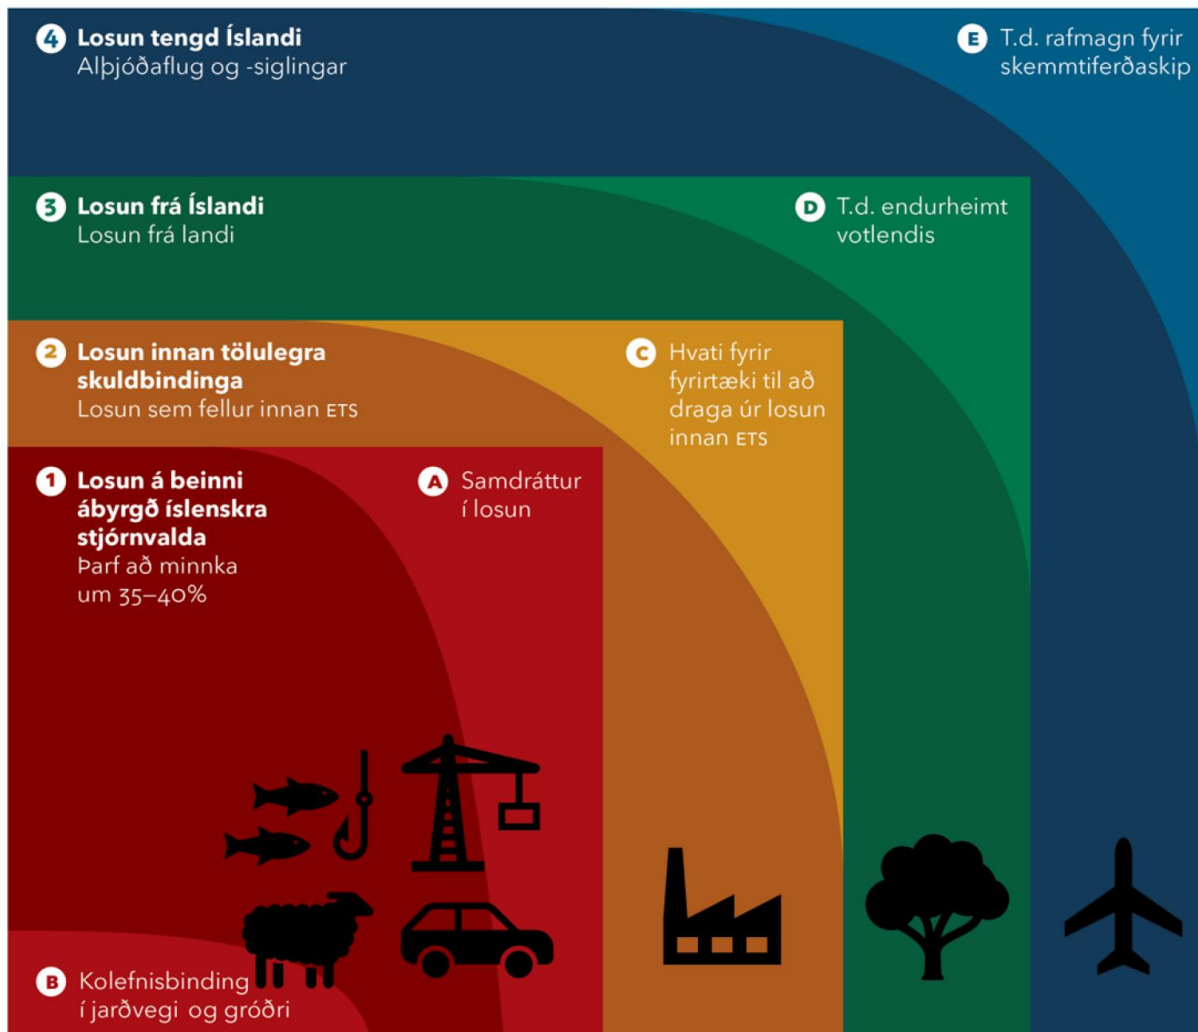 4 Losun tengd Íslandi
Alþjóðaflug og -siglingar
E T.d. rafmagn fyrir
skemmtiferðaskip
3 Losun frá Íslandi
Losun frá landi
D T.d. endurheimt
votlendis
2 Losun innan tölulegra
skuldbindinga
Losun sem fellur innan ETS
C Hvati fyrir
fyrirtæki til að
draga úr losun
innan ETS
1 Losun á beinni
ábyrgð íslenskra
stjórnvalda
Þarf að minnka
um 35–40%
A Samdráttur
í losun
B Kolefnisbinding
í jarðvegi og gróðri